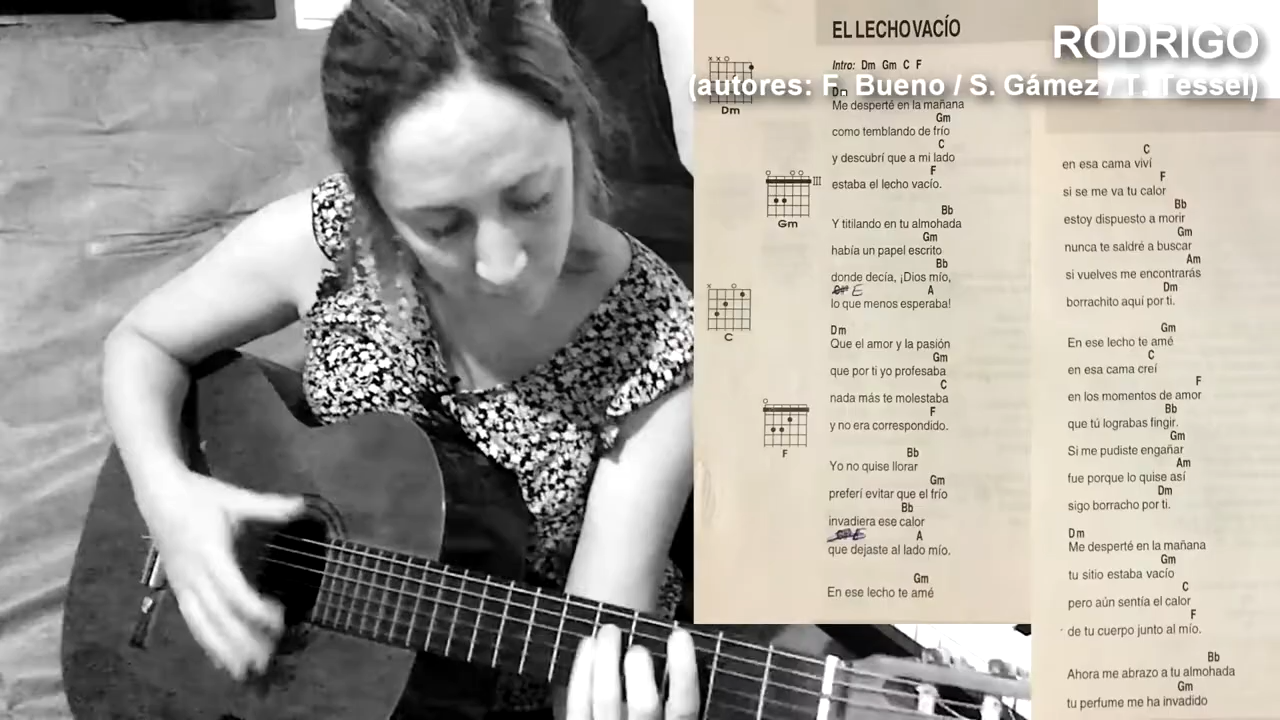 RODRIGO
(autores: F. Bueno / S. Gámez / T. Tessel)
EL LECHO VACÍO
Intro: Dm Gm C F
Dm
Me desperté en la mañana
Gm
como temblando de frío
C
y descubrí que a mi lado
F
estaba el lecho vacío.
Bb
Y titilando en tu almohada
Gm
había un papel escrito
Bb
donde decía, ¡Dios mío,
E A
lo que menos esperaba!
Dm
Que el amor y la pasión
Gm
que por ti yo profesaba
C
nada más te molestaba
F
y no era correspondido.
Bb
Yo no quise llorar
Gm
preferí evitar que el frío
Bb
invadiera ese calor
A
que dejaste al lado mío.
Gm
En ese lecho te amé
Dm
Gm
III
C
F
C
en esa cama viví
F
si se me va tu calor
Bb
estoy dispuesto a morir
Gm
nunca te saldré a buscar
Am
si vuelves me encontrarás
Dm
borrachito aquí por ti.
Gm
En ese lecho te amé
C
en esa cama creí
F
en los momentos de amor
Bb
que tú lograbas fingir.
Gm
Si me pudiste engañar
Am
fue porque lo quise así
Dm
sigo borracho por ti.
Dm
Me desperté en la mañana
Gm
tu sitio estaba vacío
C
pero aún sentía el calor
F
de tu cuerpo junto al mío.
Bb
Ahora me abrazo a tu almohada
Gm
tu perfume me ha invadido